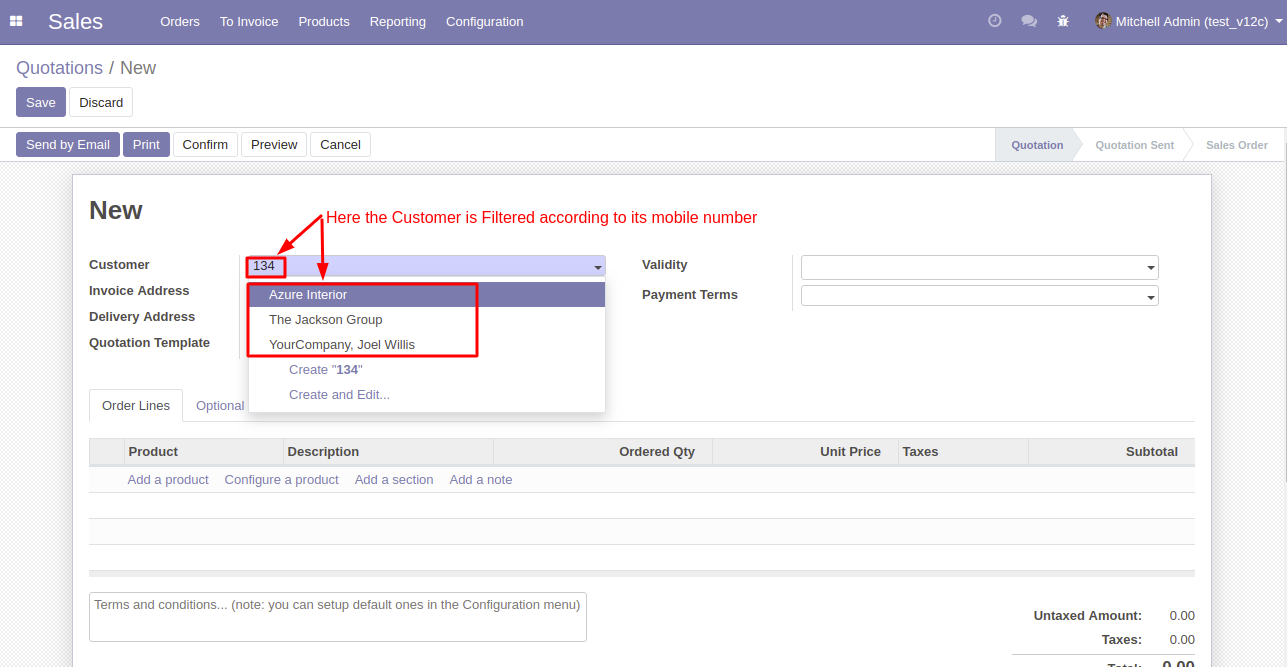 Sales Orders To Invoice Products Reporting Configuration Mitchell Admin (test_v12c)
Quotations / New
Save Discard
Send by Email Print Confirm Preview Cancel Quotation Quotation Sent Sales Order
New
Here the Customer is Filtered according to its mobile number
Customer 134 Validity
Invoice Address Azure Interior Payment Terms
Delivery Address The Jackson Group
Quotation Template YourCompany, Joel Willis
Create "134"
Create and Edit...
Order Lines Optional
Product Description Ordered Qty Unit Price Taxes Subtotal
Add a product Configure a product Add a section Add a note
Terms and conditions... (note: you can setup default ones in the Configuration menu)
Untaxed Amount: 0.00
Taxes: 0.00
Total: 0.00